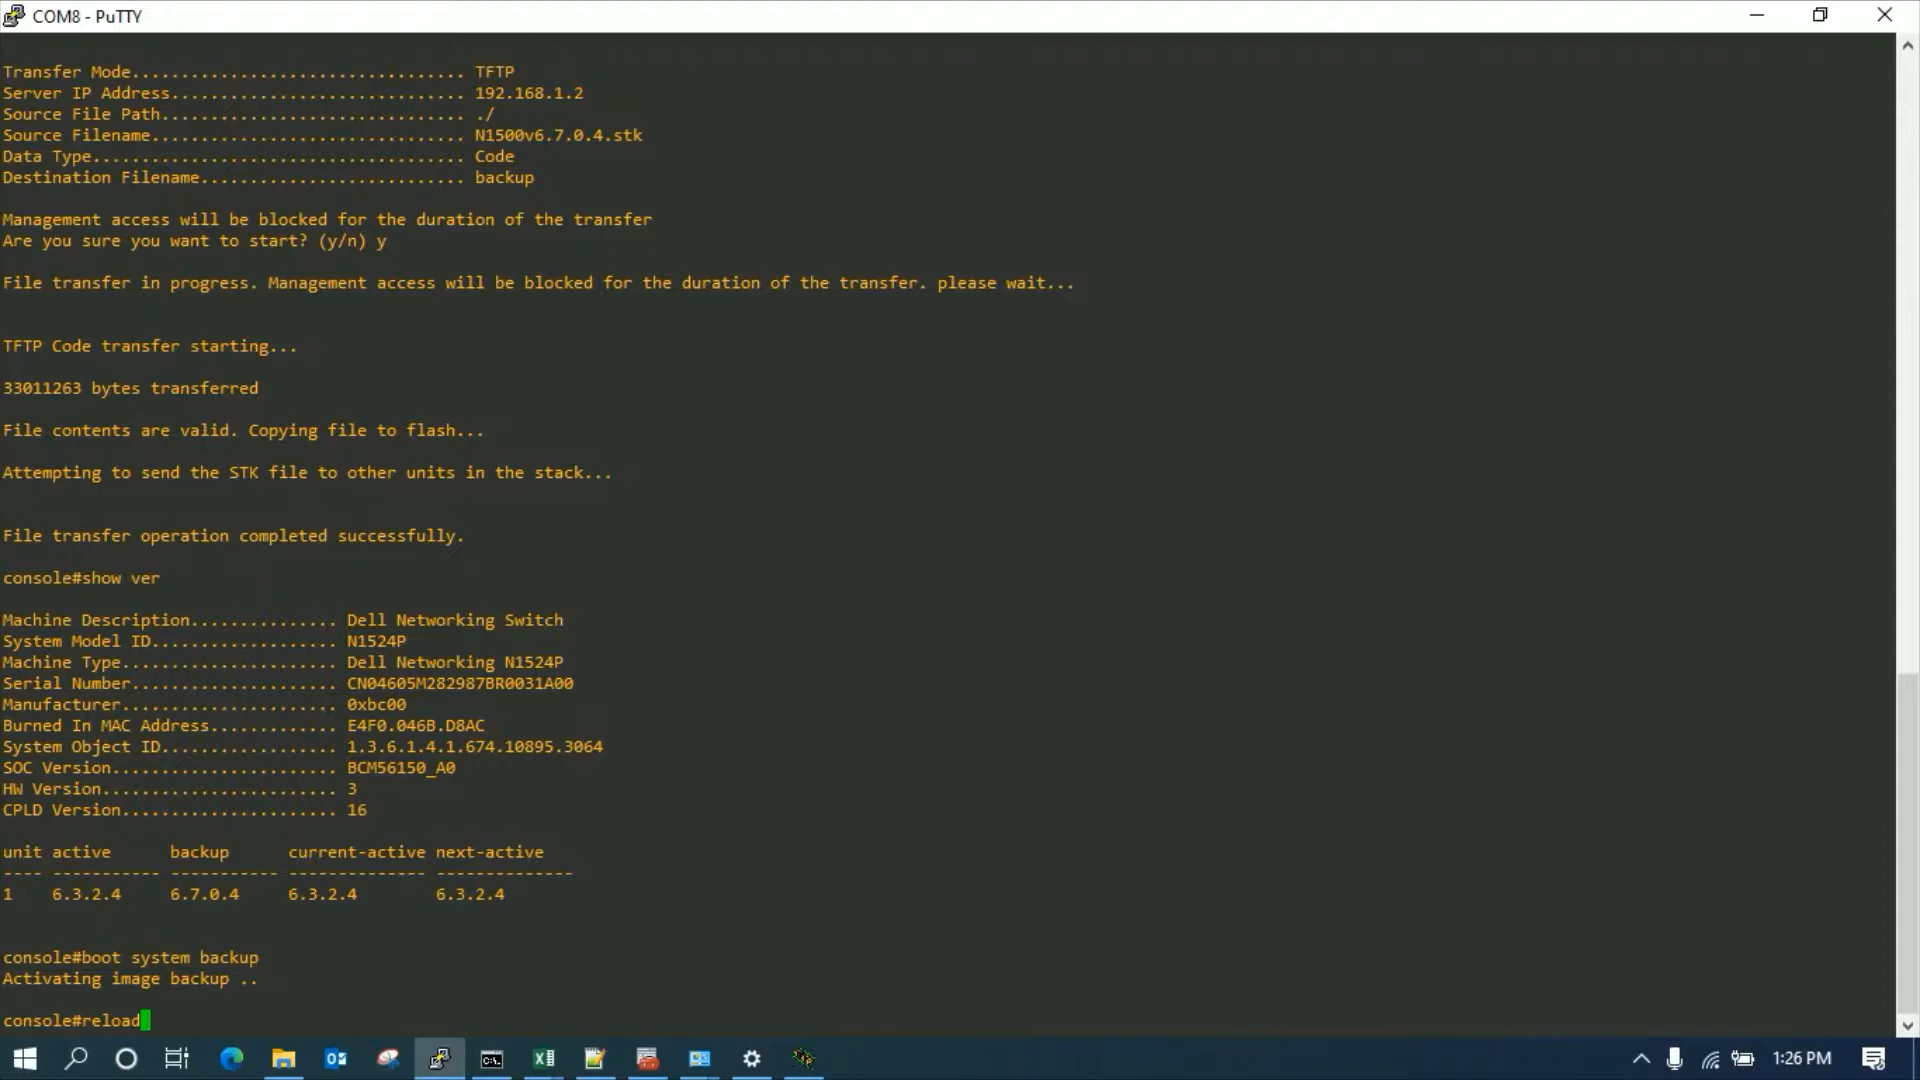 COM8 - PuTTY
Transfer Mode.................................. TFTP
Server IP Address.............................. 192.168.1.2
Source File Path............................... ./
Source Filename................................ N1500v6.7.0.4.stk
Data Type...................................... Code
Destination Filename........................... backup
Management access will be blocked for the duration of the transfer
Are you sure you want to start? (y/n) y
File transfer in progress. Management access will be blocked for the duration of the transfer. please wait...
TFTP Code transfer starting...
33011263 bytes transferred
File contents are valid. Copying file to flash...
Attempting to send the STK file to other units in the stack...
File transfer operation completed successfully.
console#show ver
Machine Description............... Dell Networking Switch
System Model ID................... N1524P
Machine Type...................... Dell Networking N1524P
Serial Number..................... CN04605M282987BR0031A00
Manufacturer...................... 0xbc00
Burned In MAC Address............. E4F0.046B.D8AC
System Object ID.................. 1.3.6.1.4.1.674.10895.3064
SOC Version....................... BCM56150_A0
HW Version........................ 3
CPLD Version...................... 16
unit active      backup      current-active next-active
---- ----------- ----------- -------------- --------------
1    6.3.2.4     6.7.0.4     6.3.2.4        6.3.2.4
console#boot system backup
Activating image backup ..
console#reload
1:26 PM